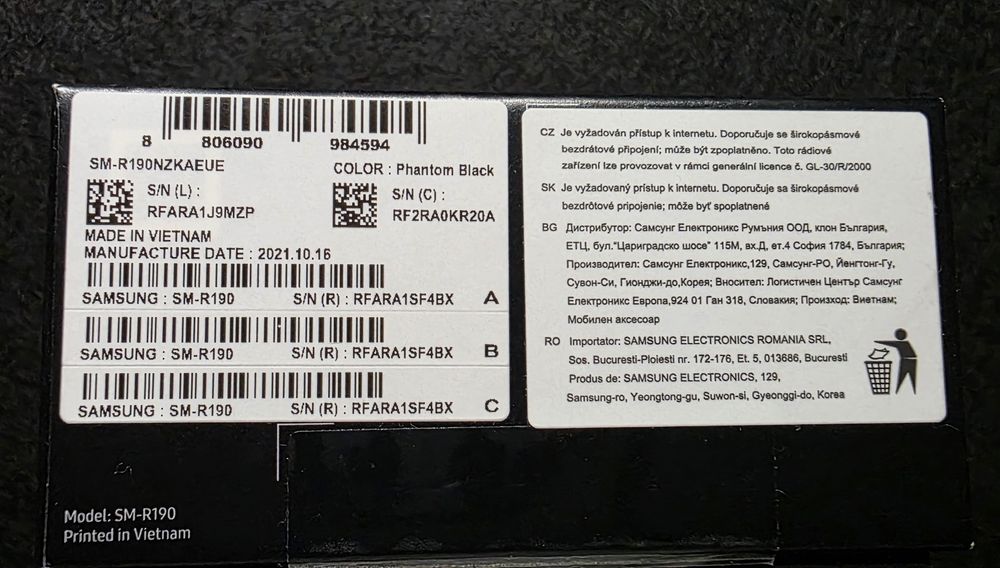 8 806090 984594
SM-R190NZKAEUE
COLOR : Phantom Black
S/N (L) :
RFARA1J9MZP
S/N (C) :
RF2RA0KR20A
MADE IN VIETNAM
MANUFACTURE DATE : 2021.10.16
SAMSUNG : SM-R190 S/N (R) : RFARA1SF4BX A
SAMSUNG : SM-R190 S/N (R) : RFARA1SF4BX B
SAMSUNG : SM-R190 S/N (R) : RFARA1SF4BX C
CZ Je vyžadován přístup k internetu. Doporučuje se širokopásmové
bezdrátové připojení; může být zpoplatněno. Toto rádiové
zařízení lze provozovat v rámci generální licence č. GL-30/R/2000
SK Je vyžadovaný prístup k internetu. Doporučuje sa širokopásmové
bezdrôtové pripojenie; môže byť spoplatnené
BG Дистрибутор: Самсунг Електроникс Румъния ООД, клон България,
ЕТЦ, бул."Цариградско шосе" 115М, вх.Д, ет.4 София 1784, България;
Производител: Самсунг Електроникс,129, Самсунг-РО, Йенгтонг-Гу,
Сувон-Си, Гионджи-до,Корея; Вносител: Логистичен Център Самсунг
Електроникс Европа,924 01 Гaн 318, Словакия; Произход: Виетнам;
Мобилен аксесоар
RO Importator: SAMSUNG ELECTRONICS ROMANIA SRL,
Sos. Bucuresti-Ploiesti nr. 172-176, Et. 5, 013686, Bucuresti
Produs de: SAMSUNG ELECTRONICS, 129,
Samsung-ro, Yeongtong-gu, Suwon-si, Gyeonggi-do, Korea
Model: SM-R190
Printed in Vietnam